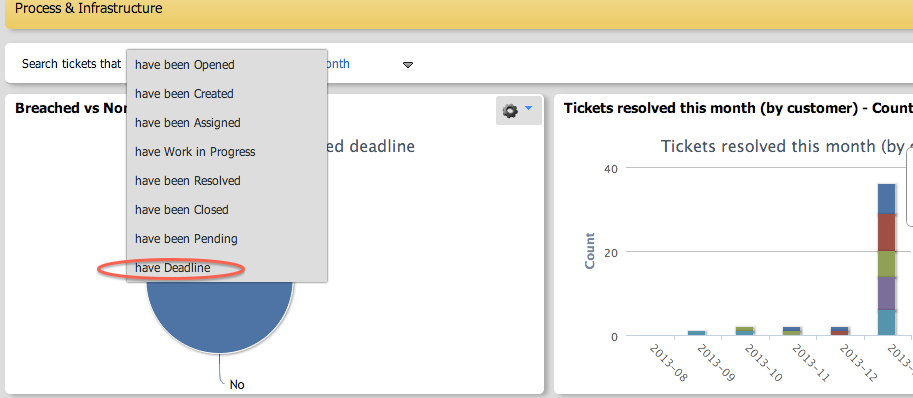 Process & Infrastructure
Search tickets that
onth
have been Opened
have been Created
have been Assigned
have Work in Progress
have been Resolved
have been Closed
have been Pending
have Deadline
Breached vs Nor
ed deadline
No
Tickets resolved this month (by customer) - Count
Tickets resolved this month (by
Count
40
20
0
2013-08
2013-09
2013-10
2013-11
2013-12
2013-